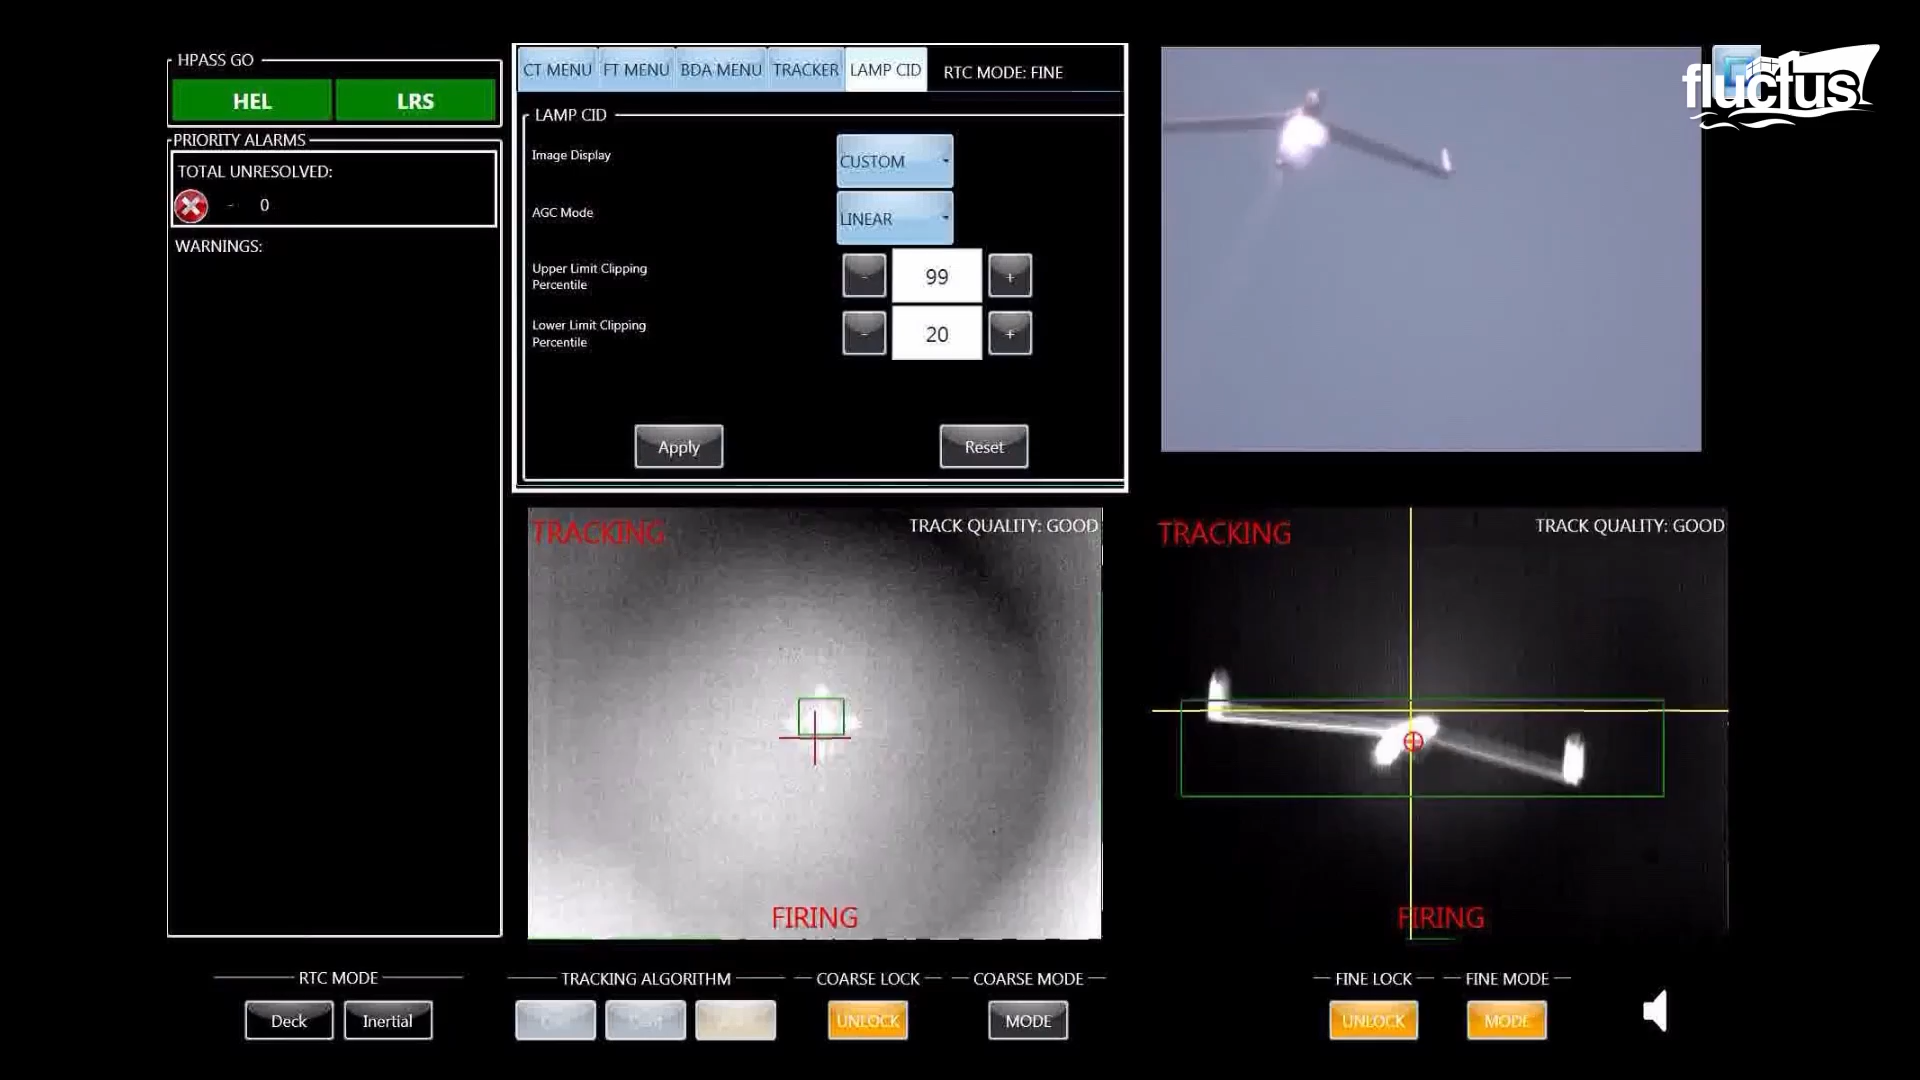 HPASS GO
HEL
LRS
PRIORITY ALARMS
TOTAL UNRESOLVED:
- 0
WARNINGS:
CT MENU
FT MENU
BDA MENU
TRACKER
LAMP CID
RTC MODE: FINE
LAMP CID
Image Display
CUSTOM
AGC Mode
LINEAR
Upper Limit Clipping
Percentile
- 99 +
Lower Limit Clipping
Percentile
- 20 +
Apply
Reset
fluctus
TRACKING
TRACK QUALITY: GOOD
FIRING
TRACKING
TRACK QUALITY: GOOD
FIRING
RTC MODE
Deck
Inertial
TRACKING ALGORITHM
COARSE LOCK
UNLOCK
COARSE MODE
MODE
FINE LOCK
UNLOCK
FINE MODE
MODE